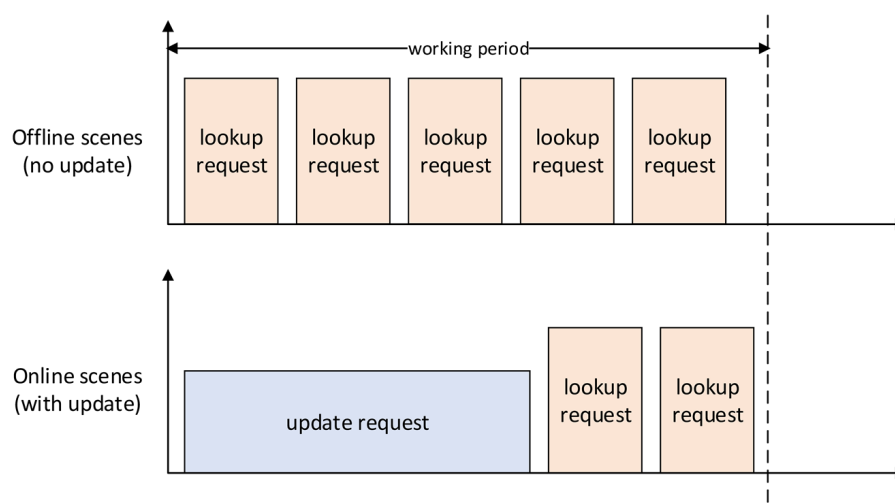 working period
Offline scenes
(no update)
lookup
request
lookup
request
lookup
request
lookup
request
lookup
request
Online scenes
(with update)
update request
lookup
request
lookup
request